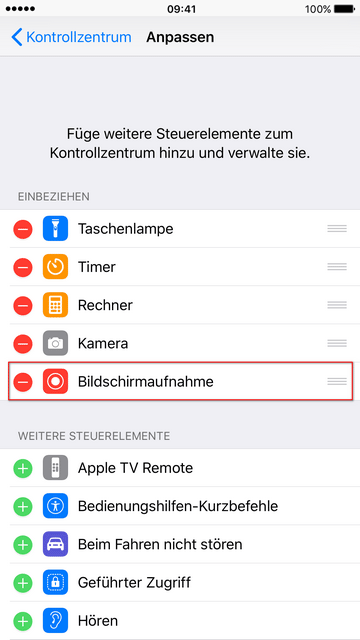 09:41
100%
Kontrollzentrum Anpassen
Füge weitere Steuerelemente zum
Kontrollzentrum hinzu und verwalte sie.
EINBEZIEHEN
Taschenlampe
Timer
Rechner
Kamera
Bildschirmaufnahme
WEITERE STEUERELEMENTE
Apple TV Remote
Bedienungshilfen-Kurzbefehle
Beim Fahren nicht stören
Geführter Zugriff
Hören